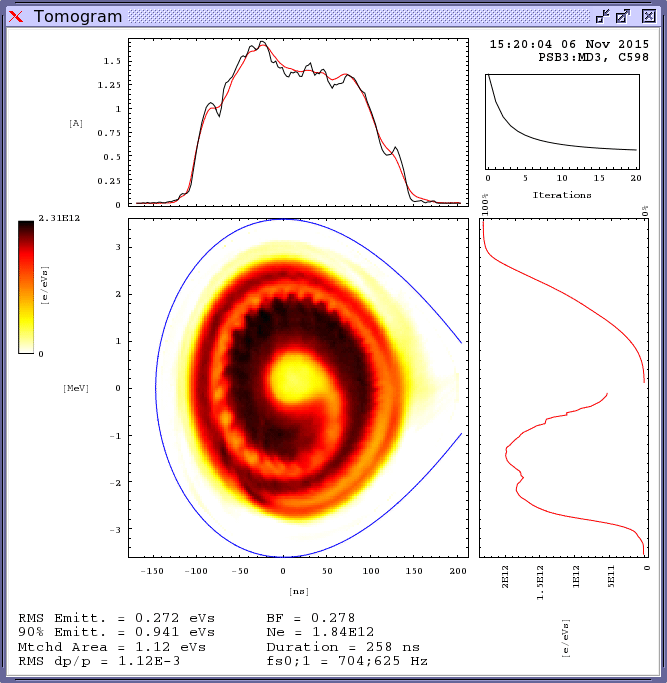 Tomogram
15:20:04 06 Nov 2015
PSB3:MD3, C598
1.5
1.25
1
0.75
0.5
0.25
0
[A]
0 5 10 15 20
Iterations
100%
0%
2.31E12
[e/eVs]
0
3
2
1
0
-1
-2
-3
[MeV]
-150 -100 -50 0 50 100 150 200
[ns]
2E12
1.5E12
1E12
5E11
0
[e/eVs]
RMS Emitt. = 0.272 eVs
90% Emitt. = 0.941 eVs
Mtchd Area = 1.12 eVs
RMS dp/p = 1.12E-3
BF = 0.278
Ne = 1.84E12
Duration = 258 ns
fs0;1 = 704;625 Hz